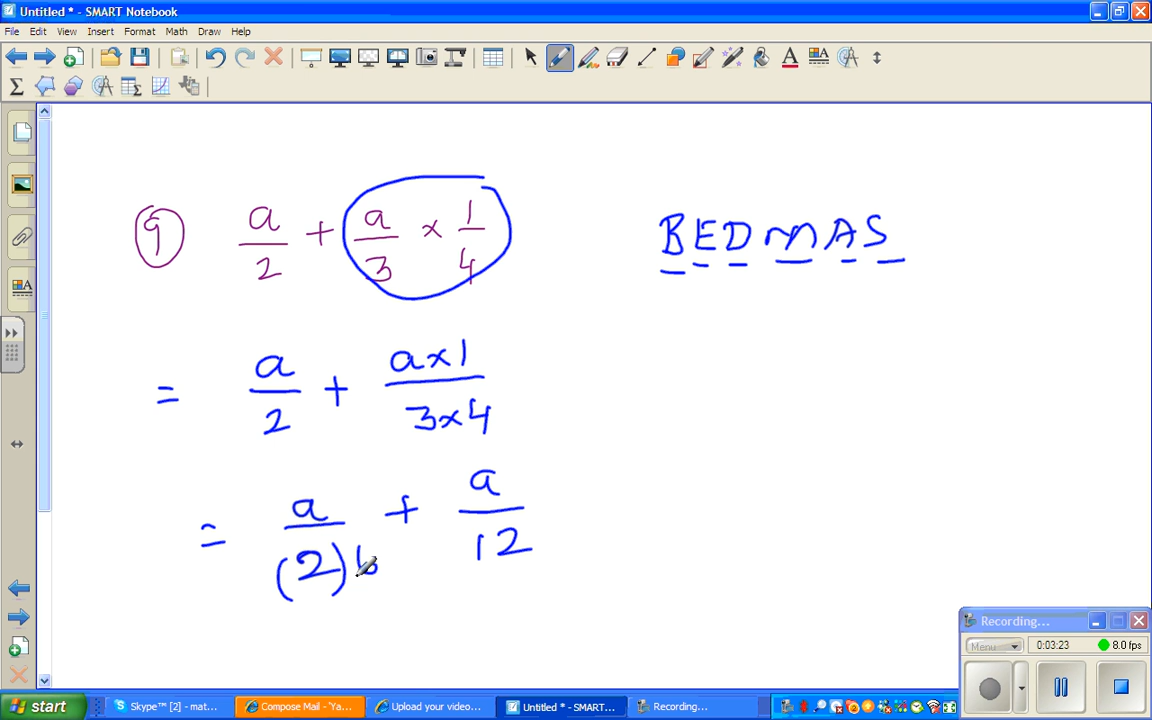 Untitled * - SMART Notebook
File Edit View Insert Format Math Draw Help
9 a/2 + a/3 × 1/4 BEDMAS
= a/2 + a×1/3×4
= a/(2)6 + a/12
Recording...
Menu 0:03:23 8.0 fps
start Skype™ [2] - mat... Compose Mail - 'Ya... Upload your video... Untitled * - SMART... Recording...